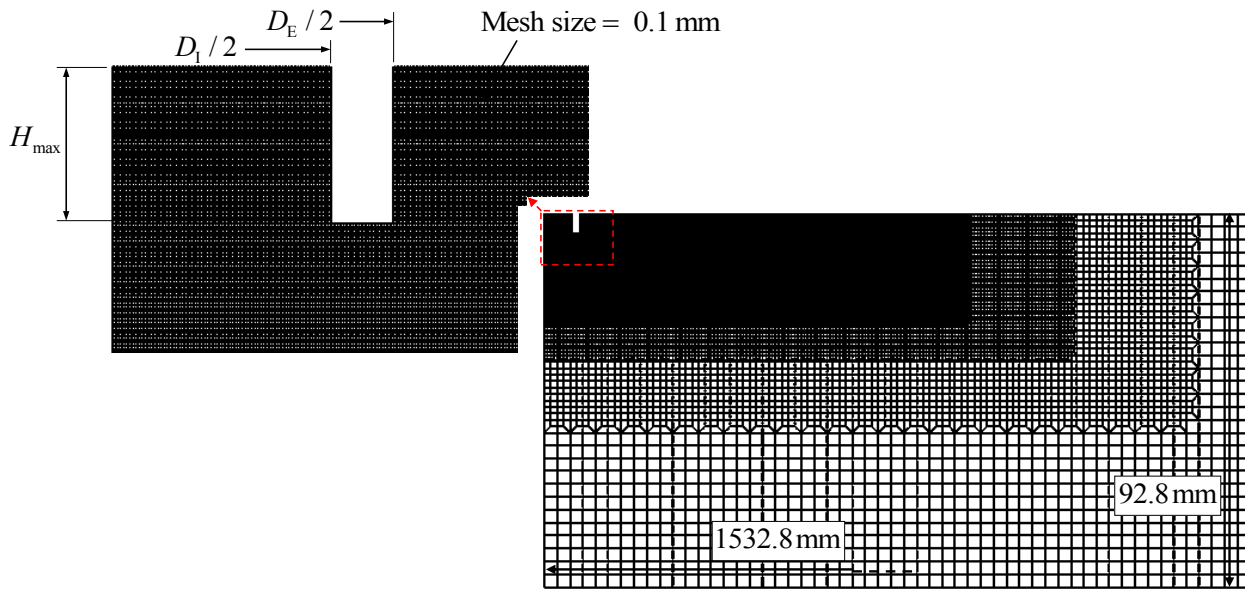 D_E / 2
Mesh size = 0.1 mm
D_I / 2
H_max
92.8 mm
1532.8 mm